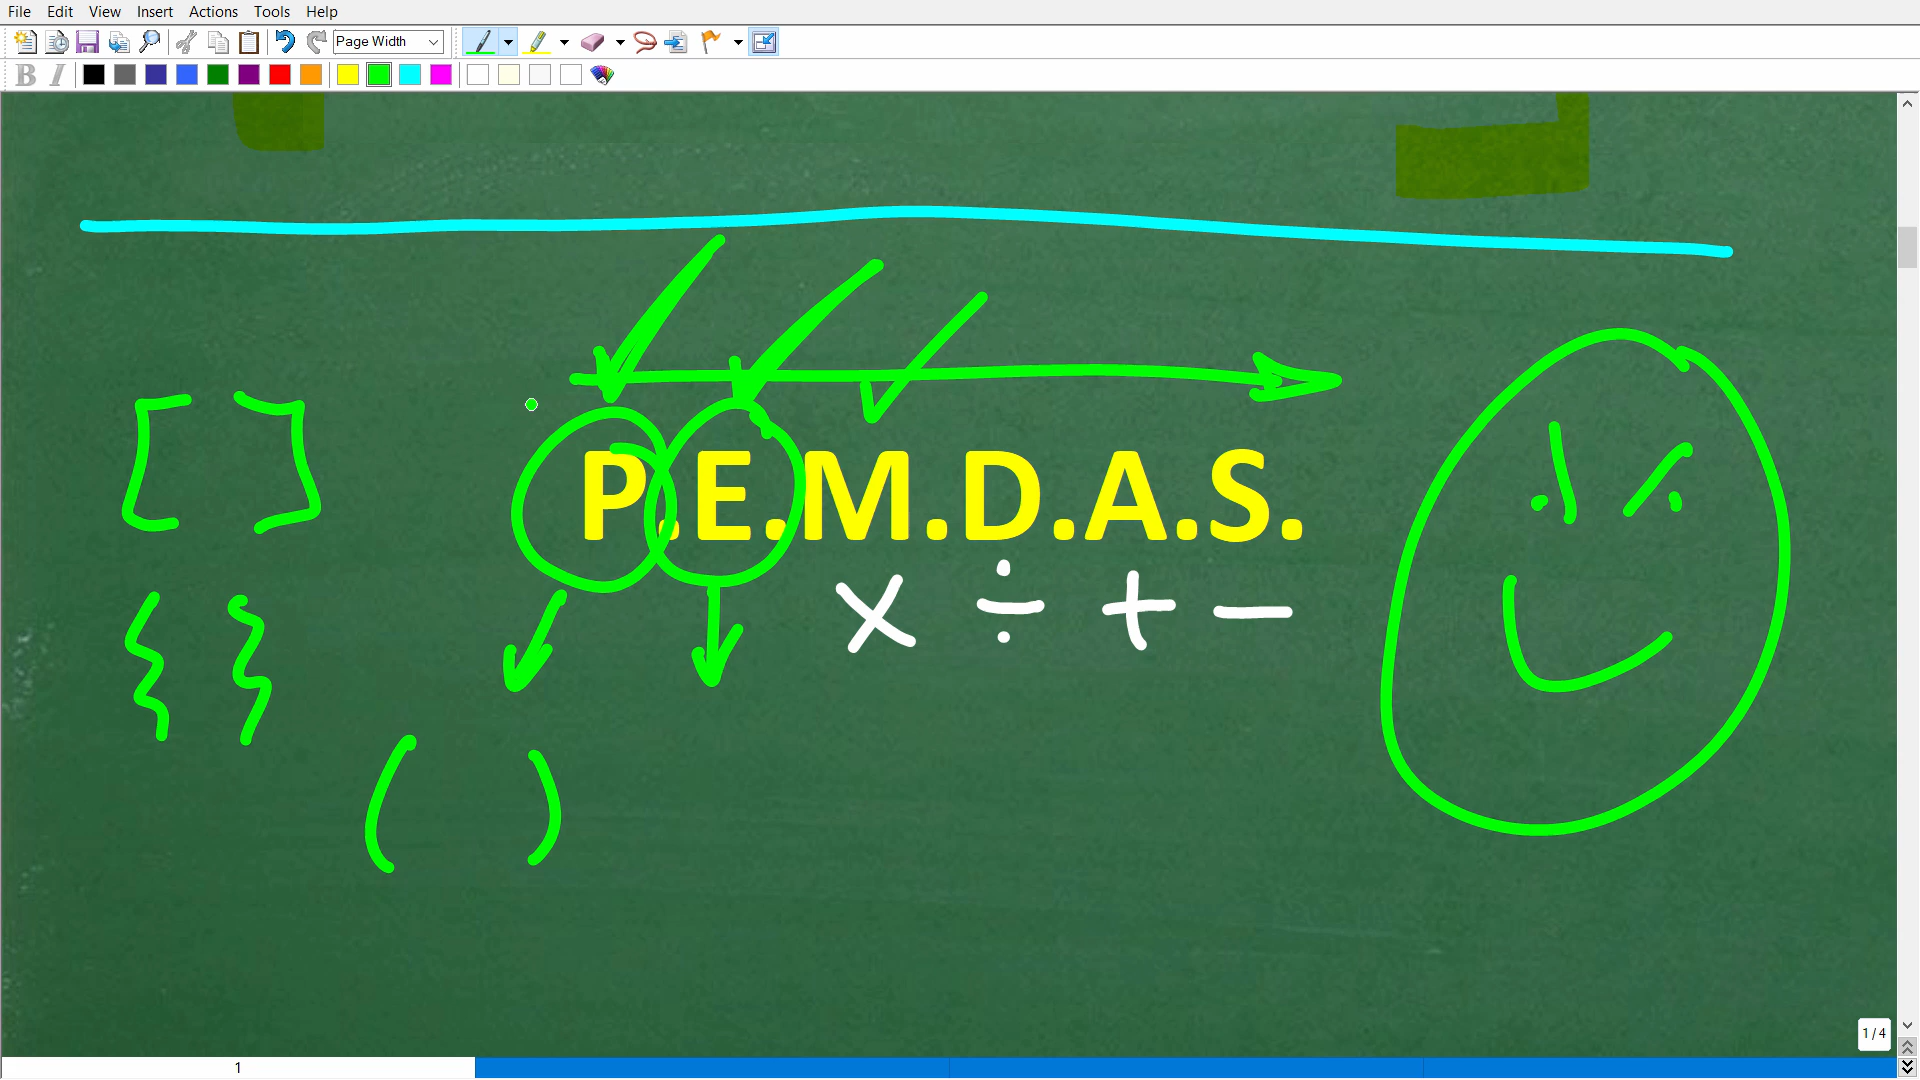 File Edit View Insert Actions Tools Help
Page Width
B I
[ ]
P.E.M.D.A.S.
× ÷ + −
{ }
( )
1 / 4
1